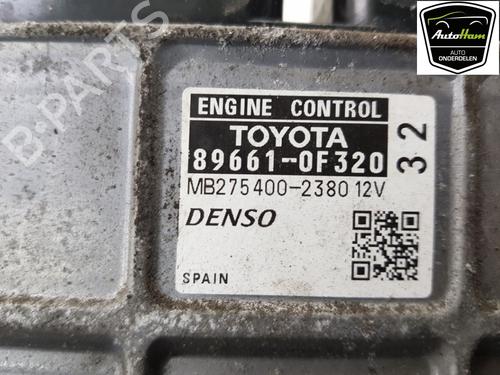 AutoHam
AUTO
ONDERDELEN
B-PARTS
ENGINE CONTROL
TOYOTA
89661-0F320
32
MB275400-2380 12V
DENSO
SPAIN